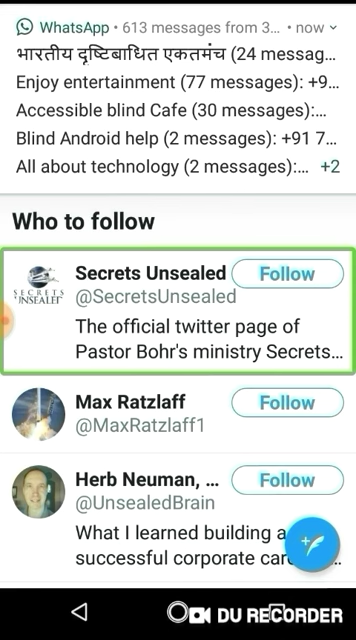 WhatsApp • 613 messages from 3... • now
भारतीय दृष्टिबाधित एकतमंच (24 messag...
Enjoy entertainment (77 messages): +9...
Accessible blind Cafe (30 messages):...
Blind Android help (2 messages): +91 7...
All about technology (2 messages):... +2
Who to follow
SECRETS
UNSEALED
Secrets Unsealed Follow
@SecretsUnsealed
The official twitter page of
Pastor Bohr's ministry Secrets...
Max Ratzlaff Follow
@MaxRatzlaff1
Herb Neuman, ... Follow
@UnsealedBrain
What I learned building a
successful corporate car
DU RECORDER